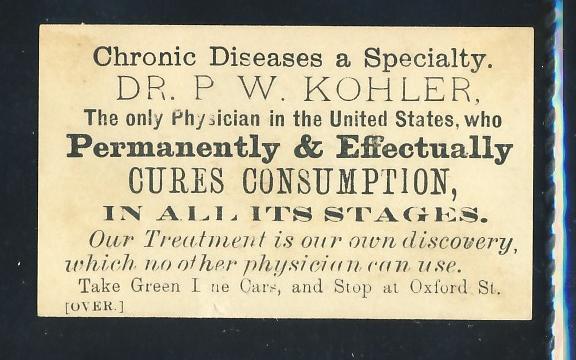 Chronic Diseases a Specialty.
DR. P. W. KOHLER,
The only Physician in the United States, who
Permanently & Effectually
CURES CONSUMPTION,
IN ALL ITS STAGES.
Our Treatment is our own discovery,
which no other physician can use.
Take Green Line Cars, and Stop at Oxford St.
[OVER.]